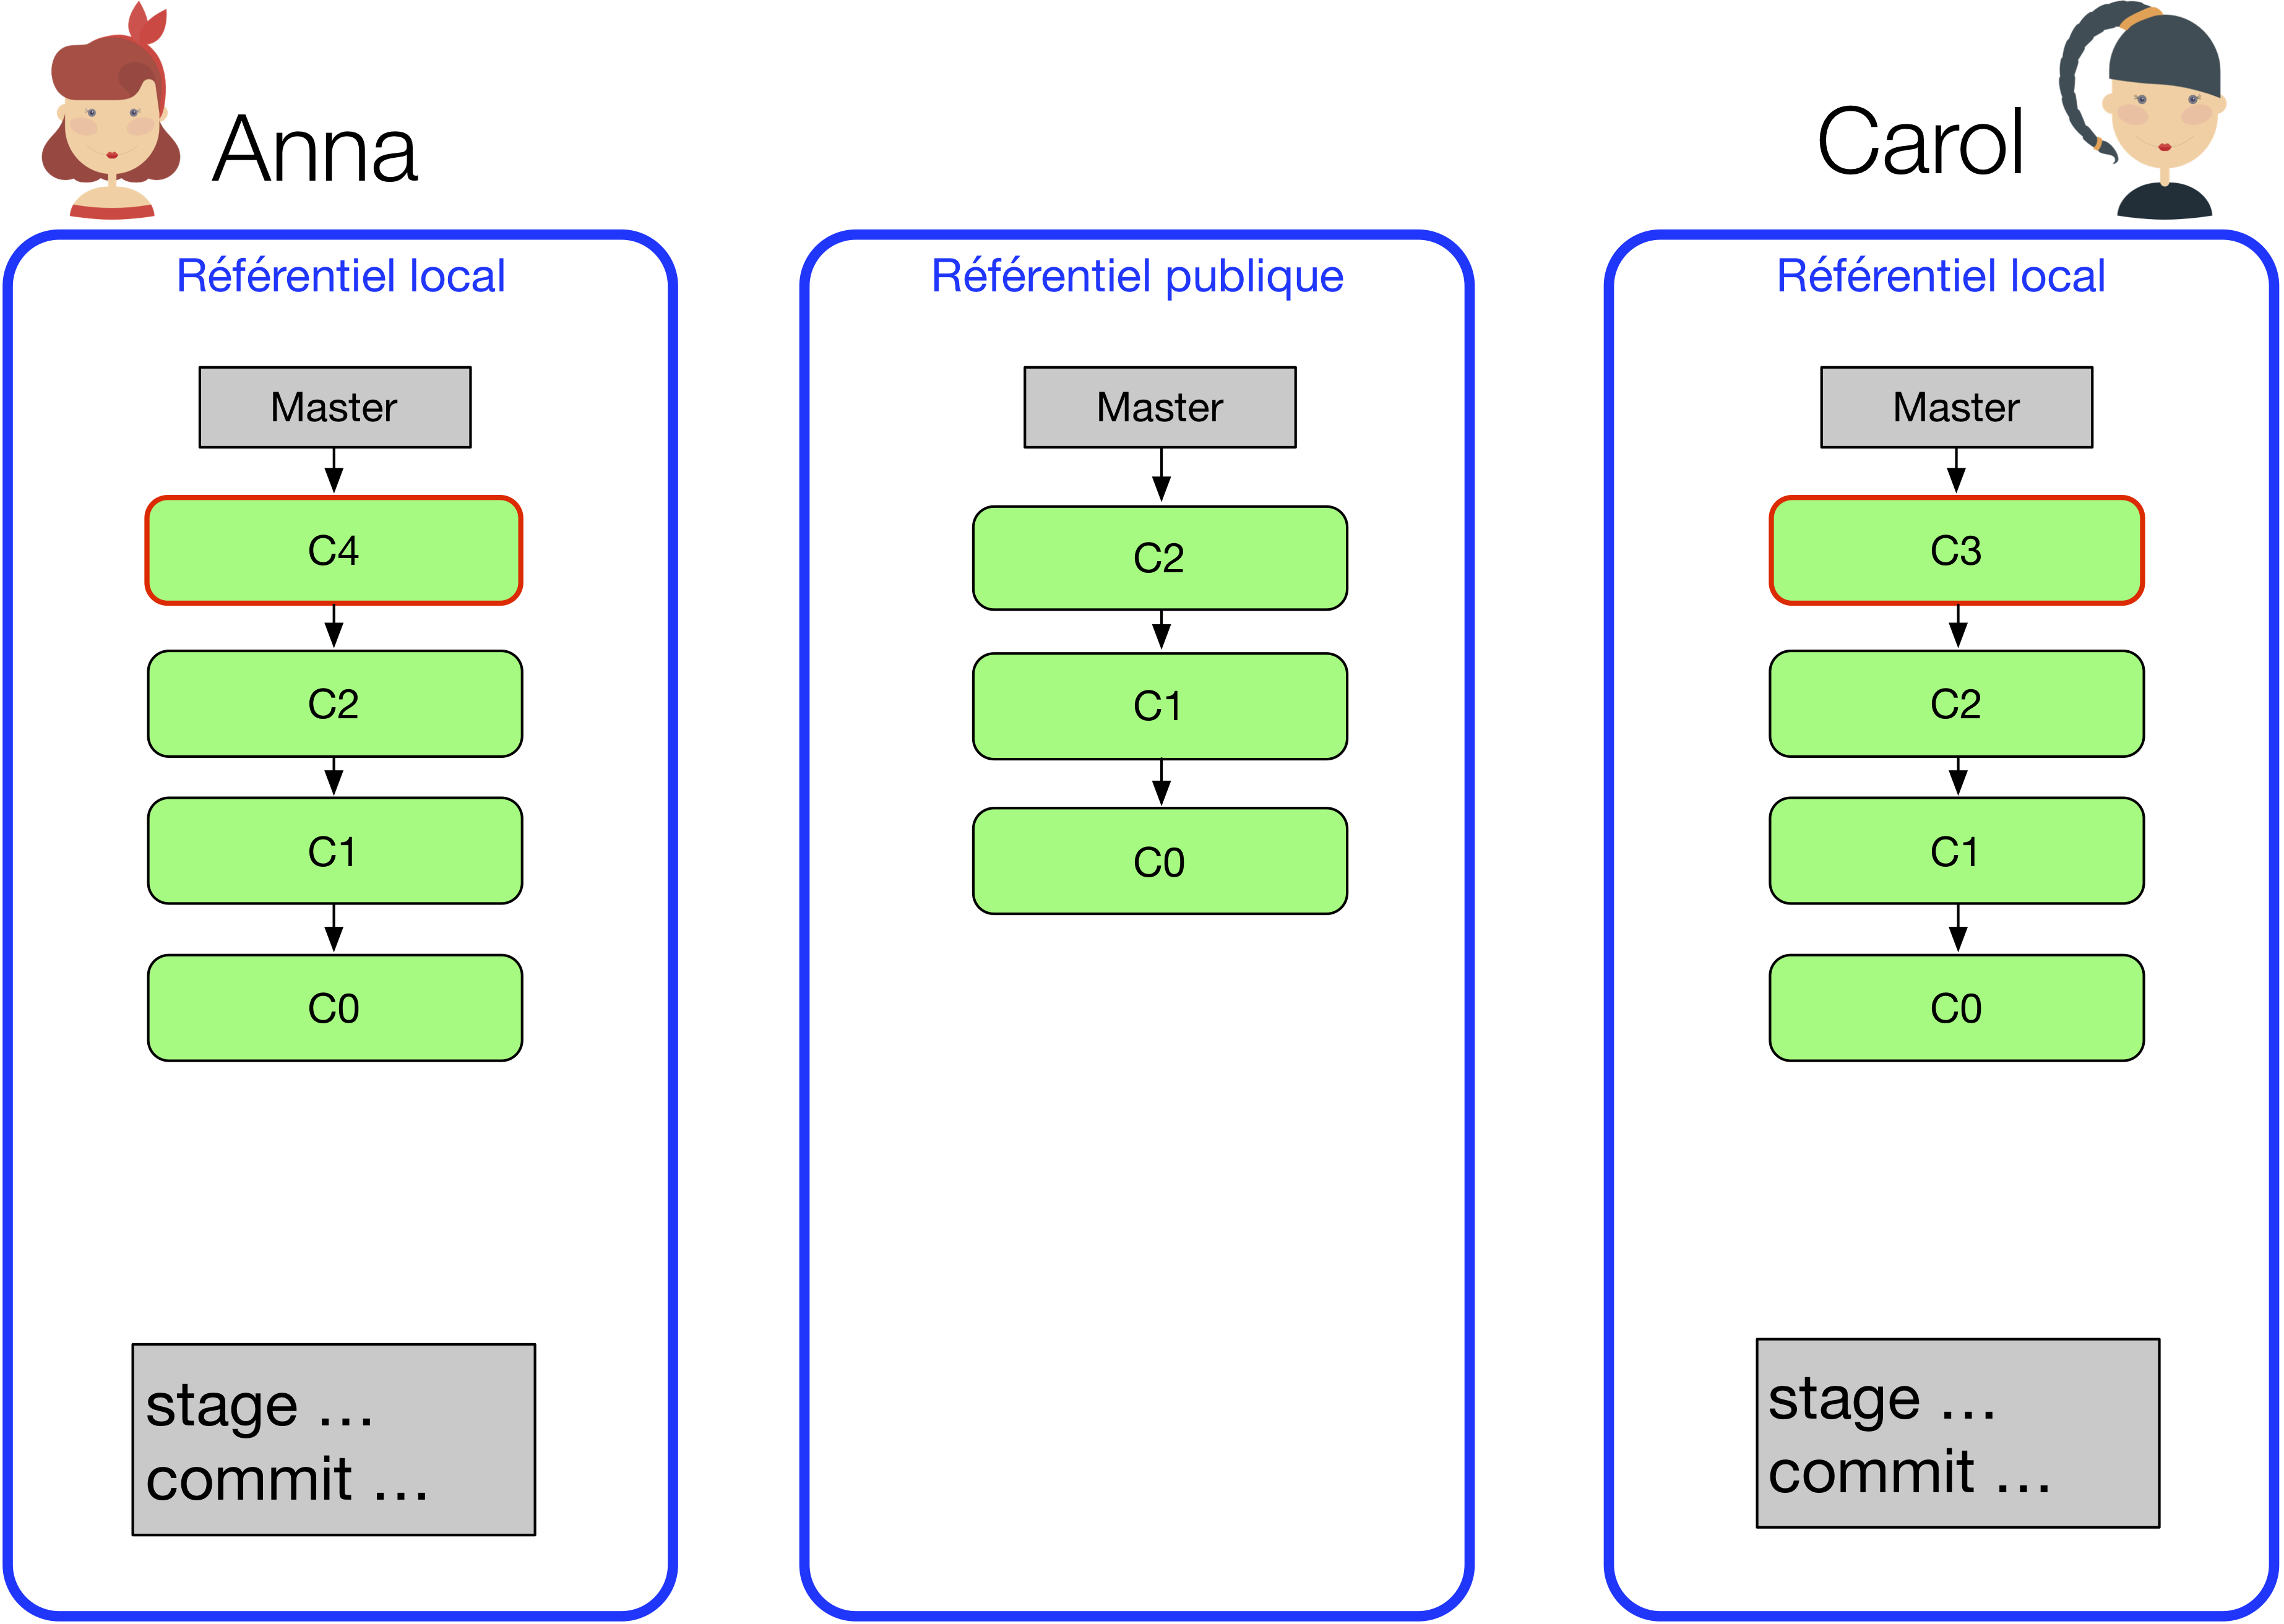 Anna
Carol
Référentiel local
Master
C4
C2
C1
C0
stage ...
commit ...
Référentiel publique
Master
C2
C1
C0
Référentiel local
Master
C3
C2
C1
C0
stage ...
commit ...